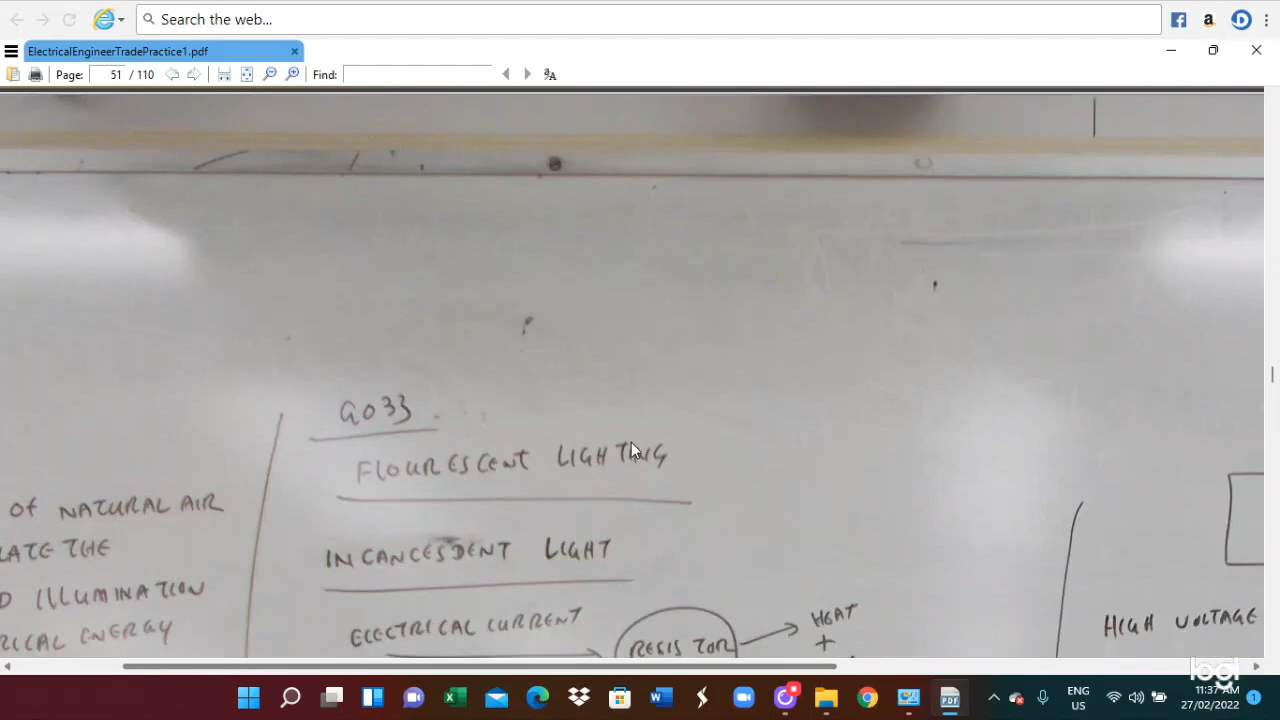 Search the web...
ElectricalEngineerTradePractice1.pdf
Page: 51 / 110 Find:
G033
FLOURESCENT LIGHTING
INCANCESDENT LIGHT
ELECTRICAL CURRENT
RESISTOR
HEAT
+
OF NATURAL AIR
LATE THE
D ILLUMINATION
RICAL ENERGY
HIGH VOLTAGE
logi
ENG
US
11:37 AM
27/02/2022